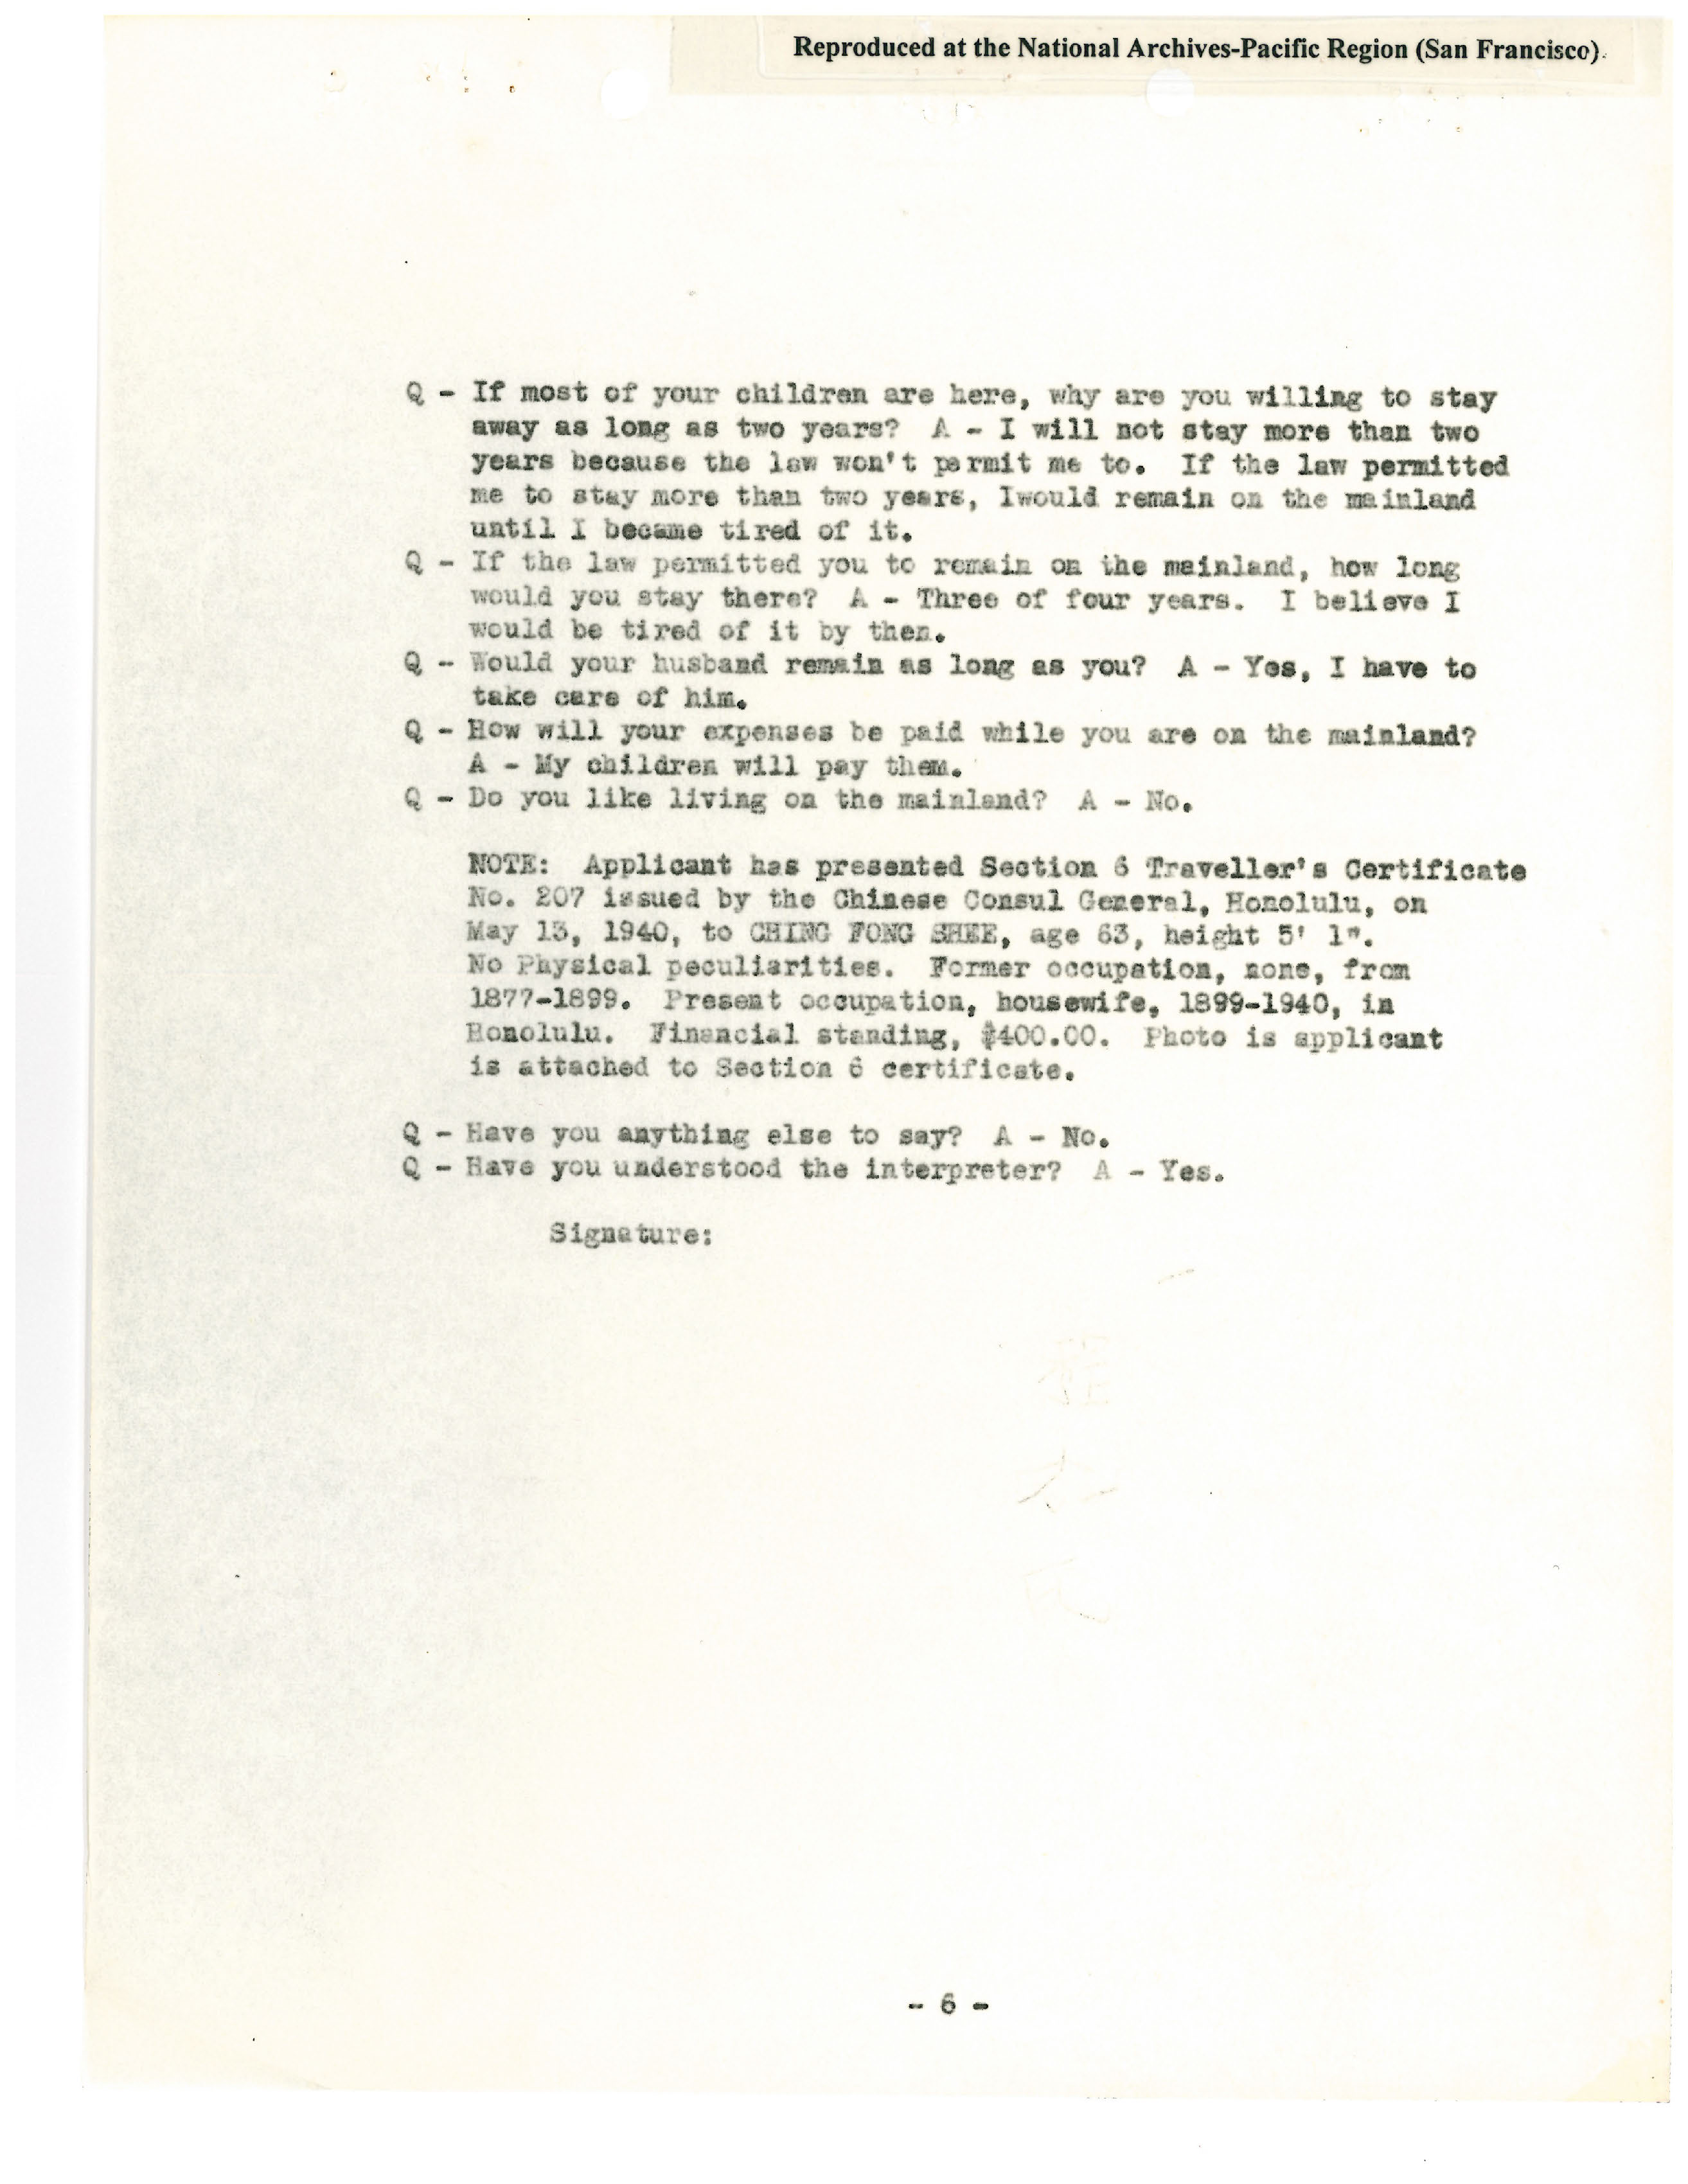 Reproduced at the National Archives-Pacific Region (San Francisco).
Q - If most of your children are here, why are you willing to stay
away as long as two years? A - I will not stay more than two
years because the law won't permit me to. If the law permitted
me to stay more than two years, Iwould remain on the mainland
until I became tired of it.
Q - If the law permitted you to remain on the mainland, how long
would you stay there? A - Three of four years. I believe I
would be tired of it by then.
Q - Would your husband remain as long as you? A - Yes, I have to
take care of him.
Q - How will your expenses be paid while you are on the mainland?
A - My children will pay them.
Q - Do you like living on the mainland? A - No.
NOTE: Applicant has presented Section 6 Traveller's Certificate
No. 207 issued by the Chinese Consul General, Honolulu, on
May 13, 1940, to CHING FONG SHEE, age 63, height 5' 1".
No Physical peculiarities. Former occupation, none, from
1877-1899. Present occupation, housewife, 1899-1940, in
Honolulu. Financial standing, $400.00. Photo is applicant
is attached to Section 6 certificate.
Q - Have you anything else to say? A - No.
Q - Have you understood the interpreter? A - Yes.
Signature:
- 6 -